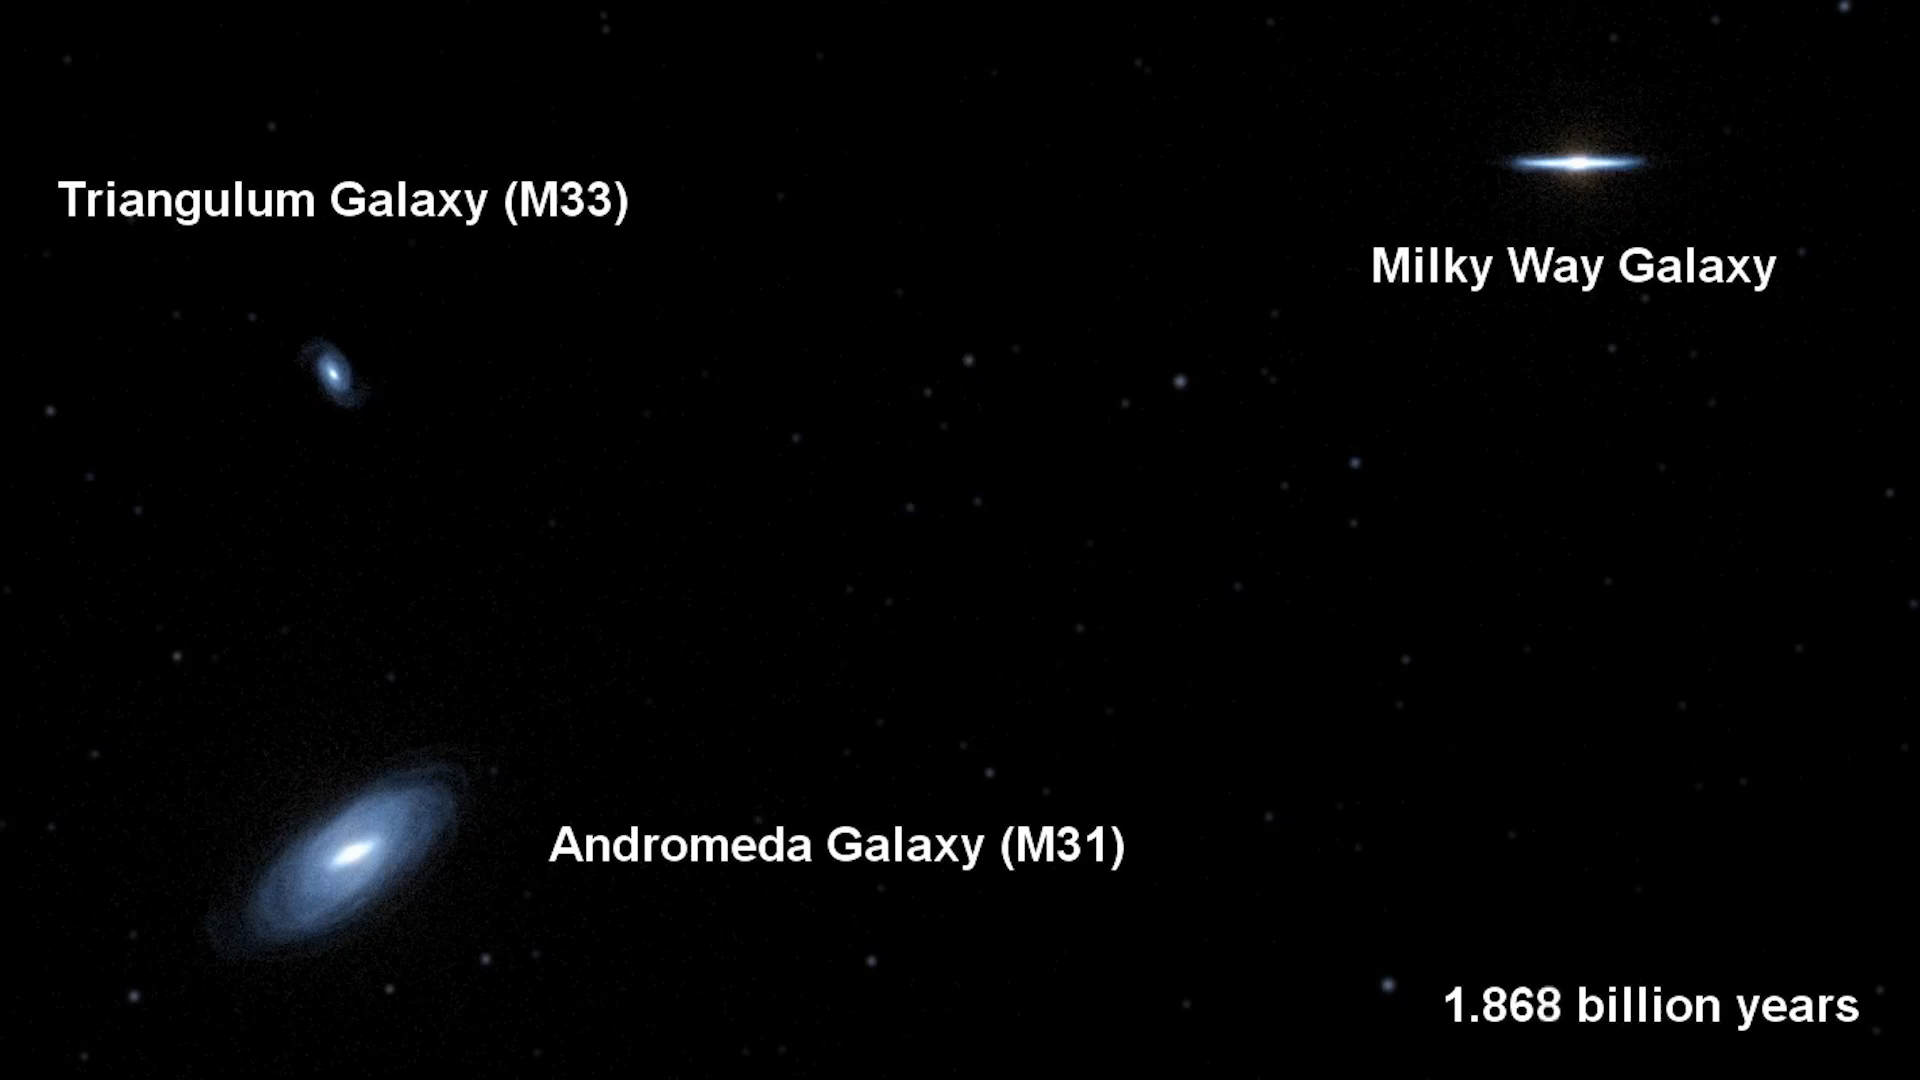 Triangulum Galaxy (M33)
Milky Way Galaxy
Andromeda Galaxy (M31)
1.868 billion years